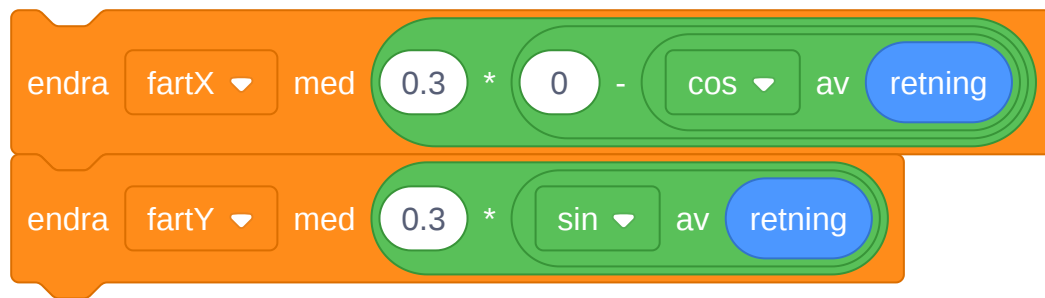 endra fartX med 0.3 * 0 - cos av retning
endra fartY med 0.3 * sin av retning